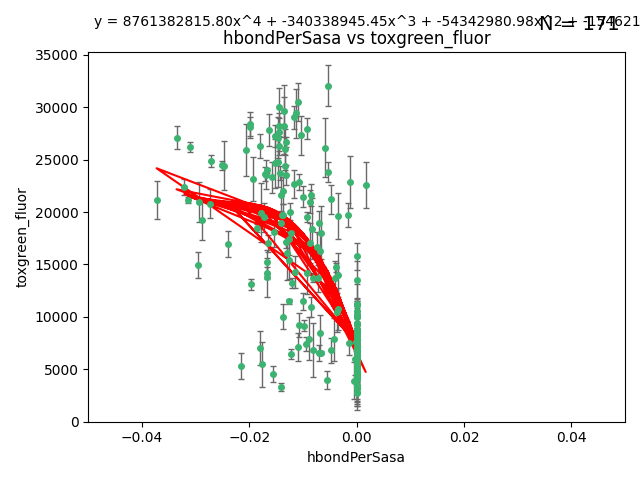 y = 8761382815.80x^4 + -340338945.45x^3 + -54342980.98x^2 +
N = 171
hbondPerSasa vs toxgreen_fluor
35000
30000
25000
20000
15000
10000
5000
0
toxgreen_fluor
−0.04
−0.02
0.00
0.02
0.04
hbondPerSasa